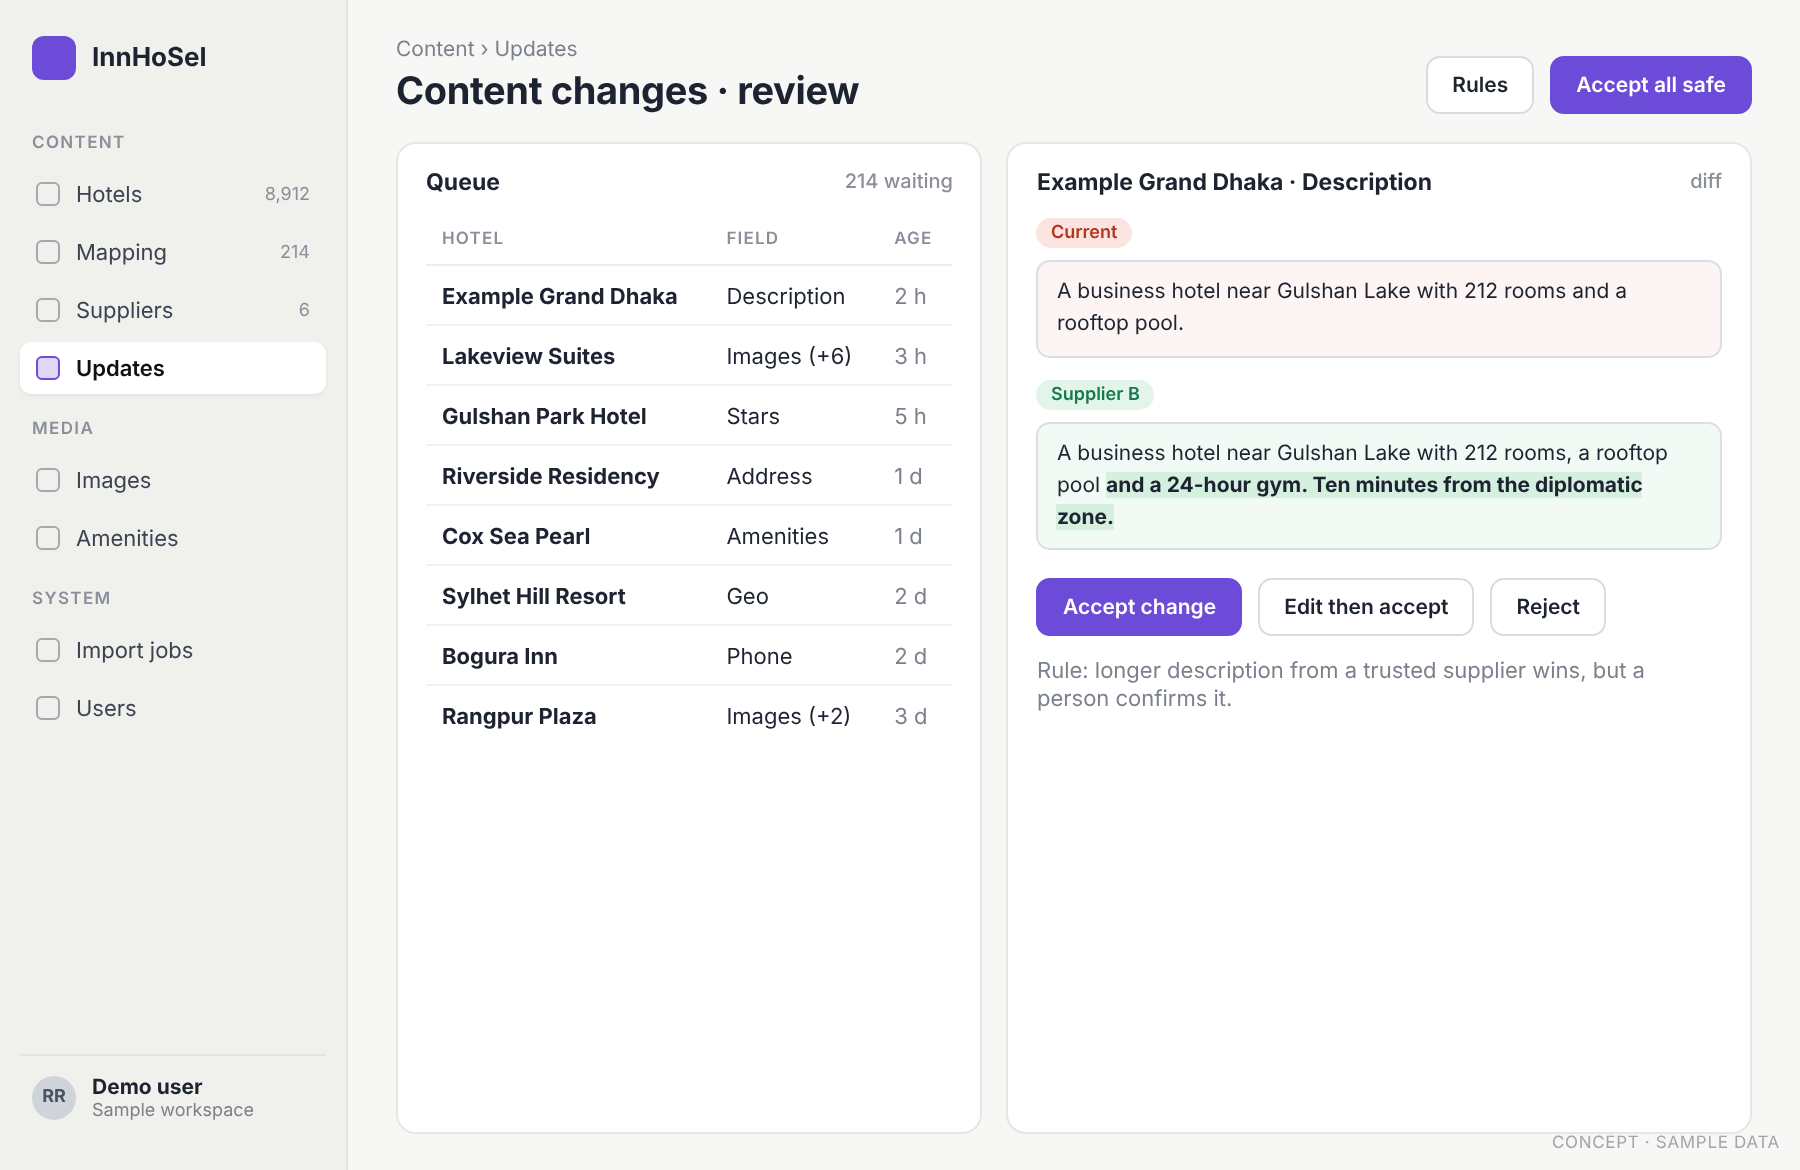 InnHoSel
CONTENT
Hotels 8,912
Mapping 214
Suppliers 6
Updates
MEDIA
Images
Amenities
SYSTEM
Import jobs
Users
RR
Demo user
Sample workspace
Content › Updates
Content changes · review
Rules
Accept all safe
Queue 214 waiting
HOTEL FIELD AGE
Example Grand Dhaka Description 2 h
Lakeview Suites Images (+6) 3 h
Gulshan Park Hotel Stars 5 h
Riverside Residency Address 1 d
Cox Sea Pearl Amenities 1 d
Sylhet Hill Resort Geo 2 d
Bogura Inn Phone 2 d
Rangpur Plaza Images (+2) 3 d
Example Grand Dhaka · Description diff
Current
A business hotel near Gulshan Lake with 212 rooms and a
rooftop pool.
Supplier B
A business hotel near Gulshan Lake with 212 rooms, a rooftop
pool and a 24-hour gym. Ten minutes from the diplomatic
zone.
Accept change
Edit then accept
Reject
Rule: longer description from a trusted supplier wins, but a
person confirms it.
CONCEPT · SAMPLE DATA